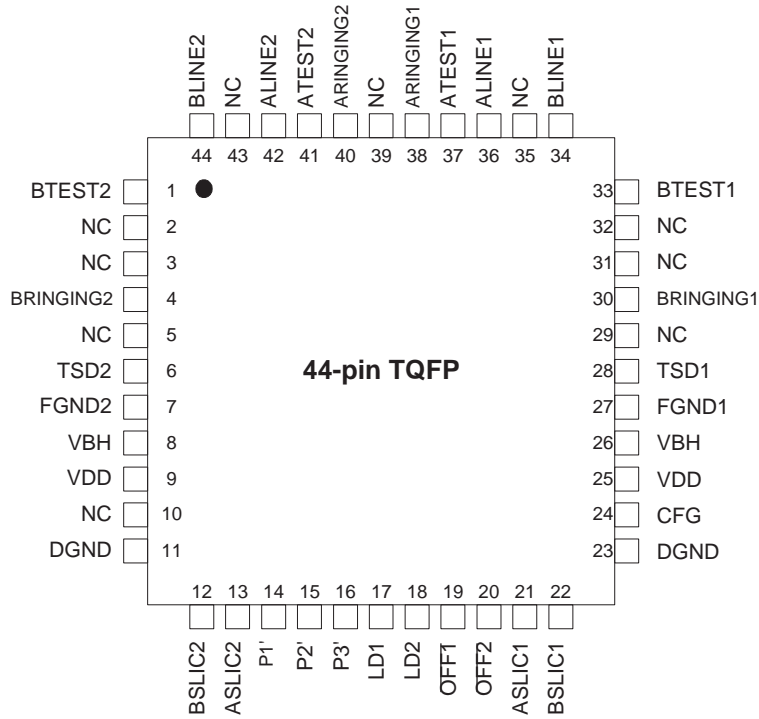 BLINE2 NC ALINE2 ATEST2 ARINGING2 NC ARINGING1 ATEST1 ALINE1 NC BLINE1
44 43 42 41 40 39 38 37 36 35 34
BTEST2 1 33 BTEST1
NC 2 32 NC
NC 3 31 NC
BRINGING2 4 30 BRINGING1
NC 5 29 NC
TSD2 6 28 TSD1
44-pin TQFP
FGND2 7 27 FGND1
VBH 8 26 VBH
VDD 9 25 VDD
NC 10 24 CFG
DGND 11 23 DGND
12 13 14 15 16 17 18 19 20 21 22
BSLIC2 ASLIC2 P1' P2' P3' LD1 LD2 OFF1 OFF2 ASLIC1 BSLIC1